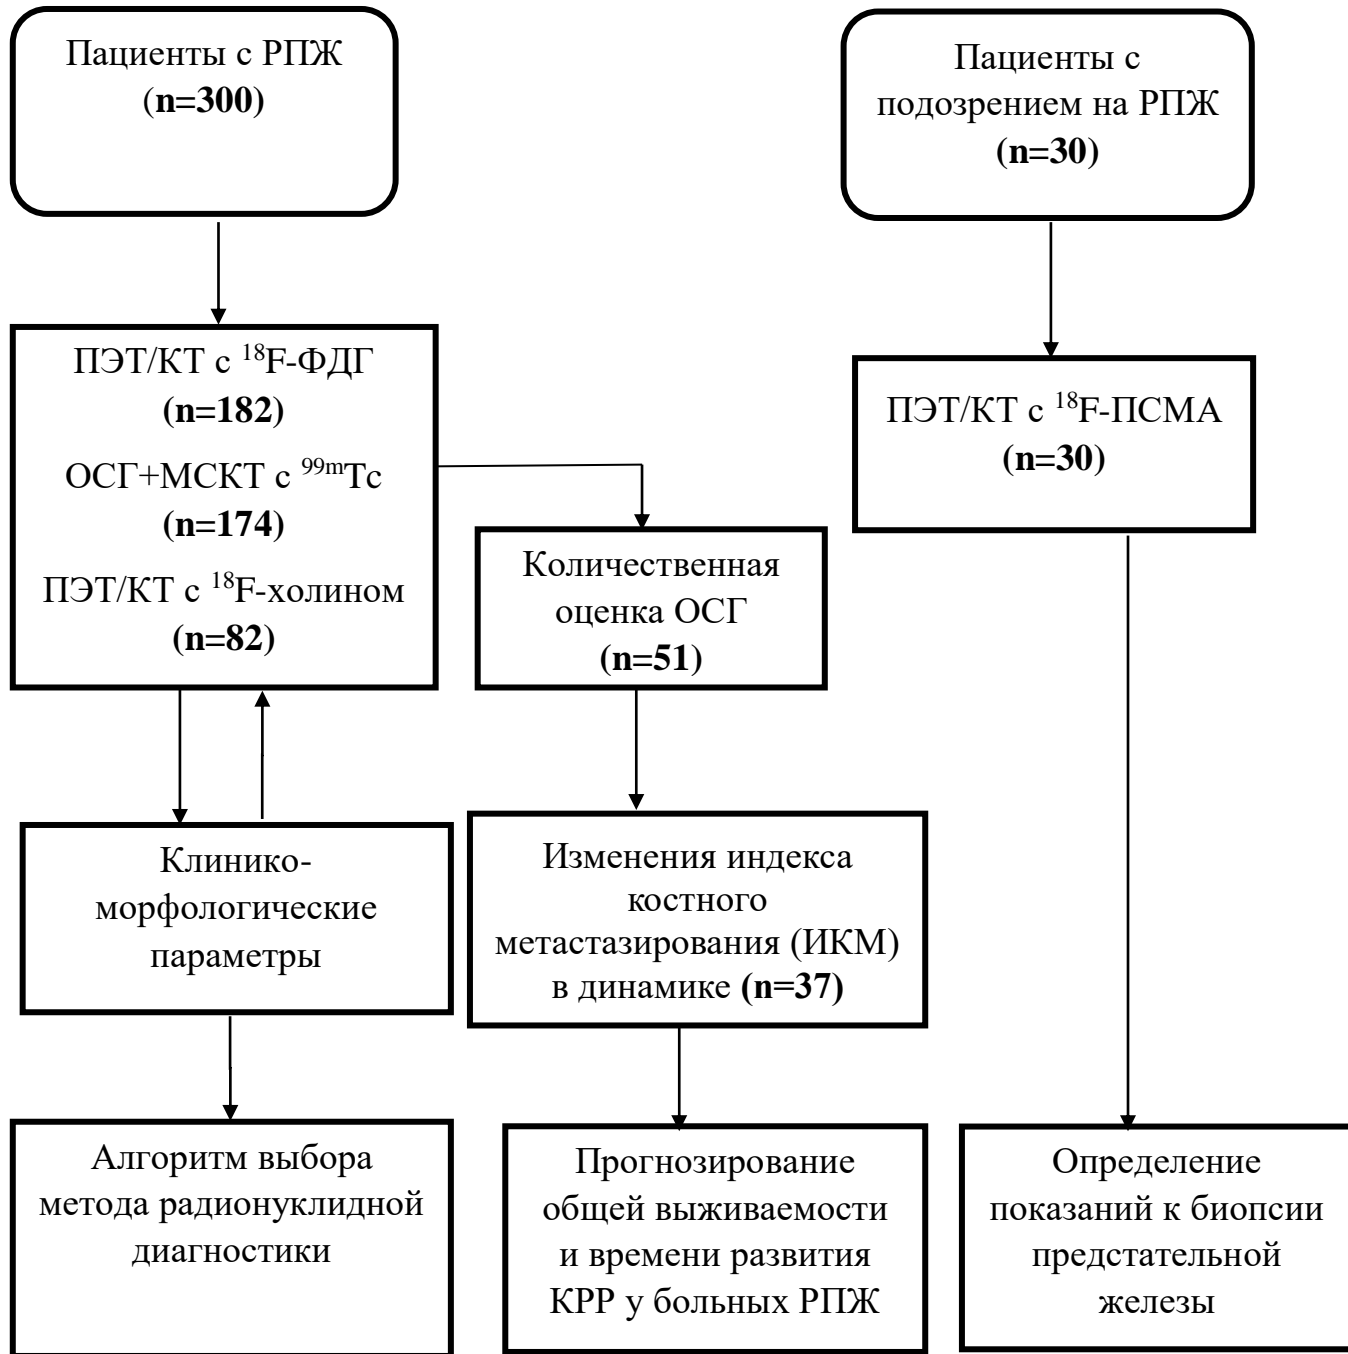 Пациенты с РПЖ
(n=300)
Пациенты с
подозрением на РПЖ
(n=30)
ПЭТ/КТ с ¹⁸F-ФДГ
(n=182)
ОСГ+МСКТ с ⁹⁹ᵐTc
(n=174)
ПЭТ/КТ с ¹⁸F-холином
(n=82)
ПЭТ/КТ с ¹⁸F-ПСМА
(n=30)
Количественная
оценка ОСГ
(n=51)
Клинико-
морфологические
параметры
Изменения индекса
костного
метастазирования (ИКМ)
в динамике (n=37)
Алгоритм выбора
метода радионуклидной
диагностики
Прогнозирование
общей выживаемости
и времени развития
КРР у больных РПЖ
Определение
показаний к биопсии
предстательной
железы